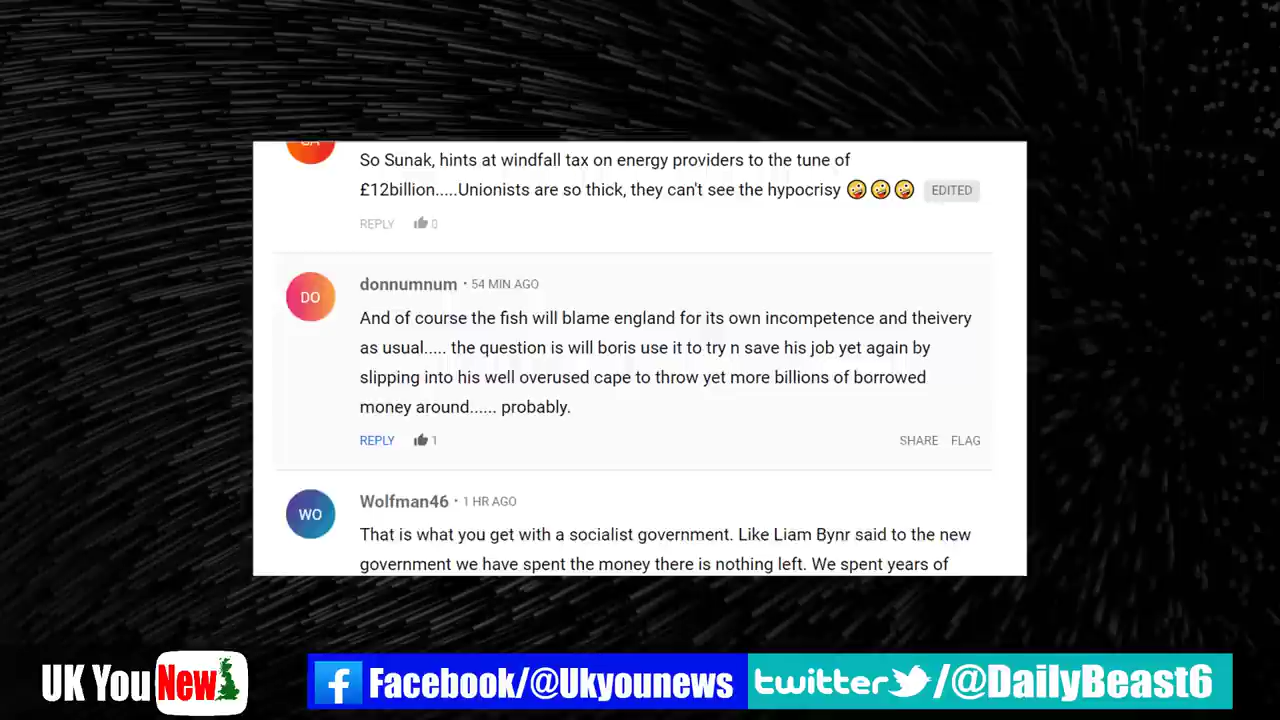 So Sunak, hints at windfall tax on energy providers to the tune of
£12billion.....Unionists are so thick, they can't see the hypocrisy 🤪🤪🤪 EDITED
REPLY 0
DO donnumnum • 54 MIN AGO
And of course the fish will blame england for its own incompetence and theivery
as usual..... the question is will boris use it to try n save his job yet again by
slipping into his well overused cape to throw yet more billions of borrowed
money around...... probably.
REPLY 1 SHARE FLAG
WO Wolfman46 • 1 HR AGO
That is what you get with a socialist government. Like Liam Bynr said to the new
government we have spent the money there is nothing left. We spent years of
UK You New
f Facebook/@Ukyounews twitter/@DailyBeast6